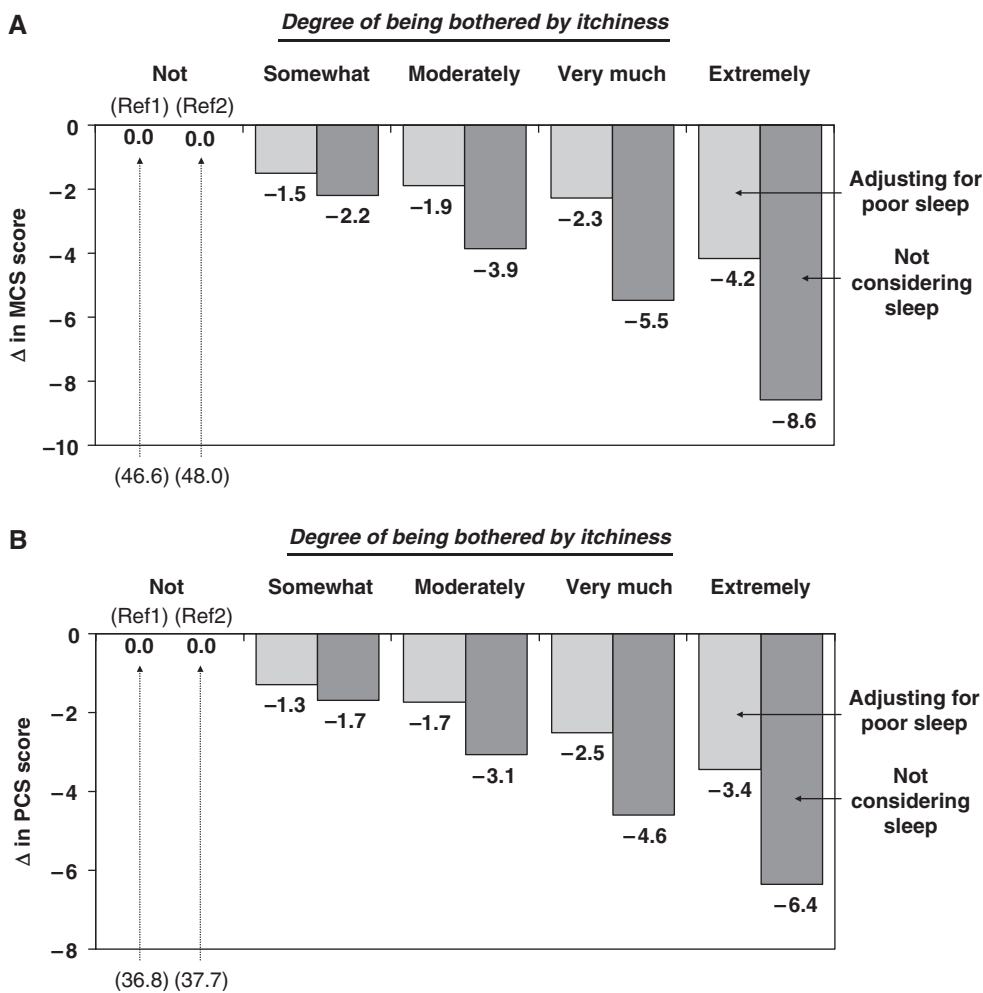 A
Degree of being bothered by itchiness
Not Somewhat Moderately Very much Extremely
(Ref1) (Ref2)
0.0 0.0
0
−2
−4
−6
−8
−10
Δ in MCS score
−1.5
−2.2
−1.9
−3.9
−2.3
−5.5
−4.2
−8.6
Adjusting for
poor sleep
Not
considering
sleep
(46.6) (48.0)
B
Degree of being bothered by itchiness
Not Somewhat Moderately Very much Extremely
(Ref1) (Ref2)
0.0 0.0
0
−2
−4
−6
−8
Δ in PCS score
−1.3
−1.7
−1.7
−3.1
−2.5
−4.6
−3.4
−6.4
Adjusting for
poor sleep
Not
considering
sleep
(36.8) (37.7)